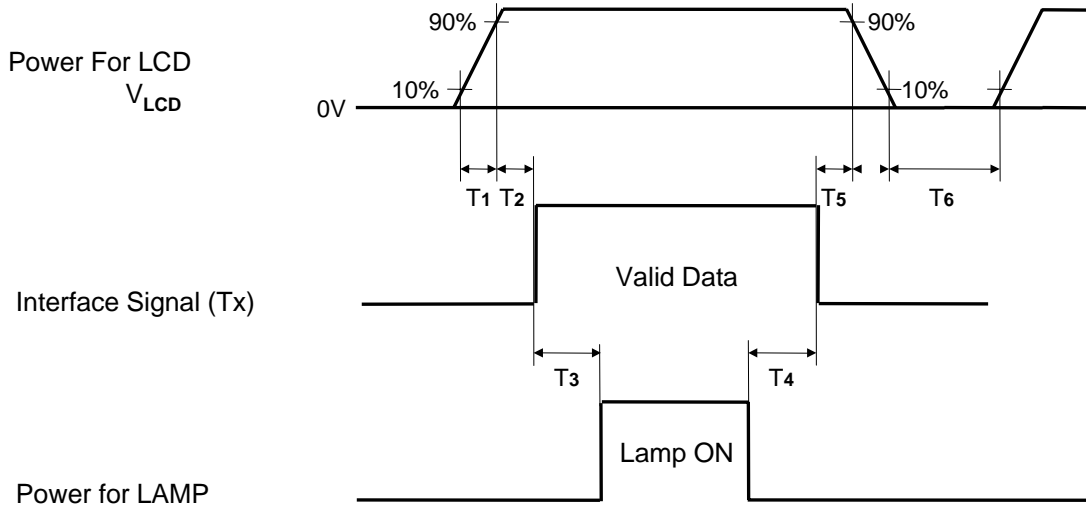 90%
90%
Power For LCD
VLCD
10%
10%
0V
T1 T2
T5
T6
Valid Data
Interface Signal (Tx)
T3
T4
Lamp ON
Power for LAMP